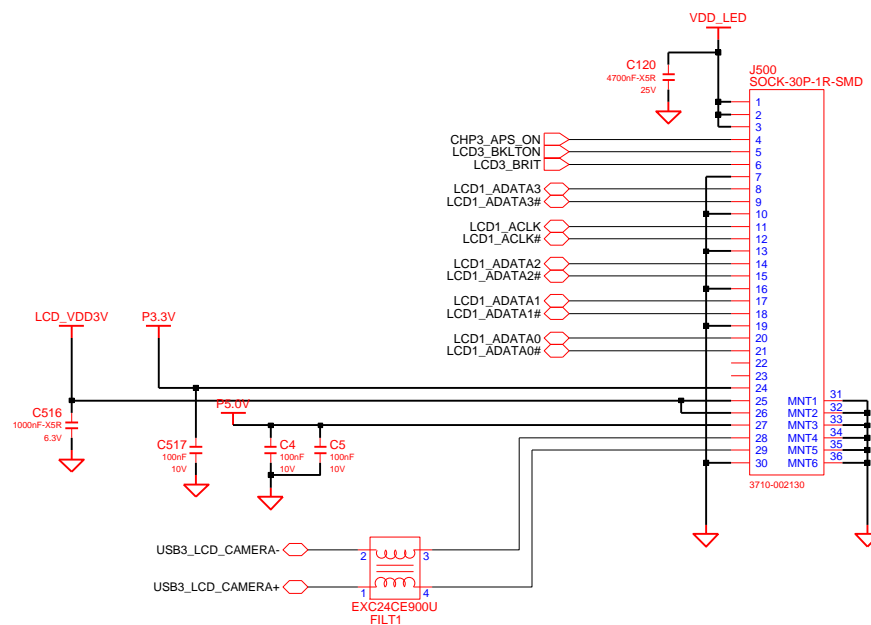 VDD_LED
C120
4700nF-X5R
25V
J500
SOCK-30P-1R-SMD
1
2
3
CHP3_APS_ON
4
LCD3_BKLTON
5
LCD3_BRIT
6
7
LCD1_ADATA3
8
LCD1_ADATA3#
9
10
LCD1_ACLK
11
LCD1_ACLK#
12
13
LCD1_ADATA2
14
LCD1_ADATA2#
15
16
LCD1_ADATA1
17
LCD1_ADATA1#
18
19
LCD1_ADATA0
20
LCD1_ADATA0#
21
22
23
24
LCD_VDD3V
P3.3V
25 MNT1 31
26 MNT2 32
P5.0V
27 MNT3 33
28 MNT4 34
29 MNT5 35
30 MNT6 36
3710-002130
C516
1000nF-X5R
6.3V
C517
100nF
10V
C4
100nF
10V
C5
100nF
10V
USB3_LCD_CAMERA-
2 3
USB3_LCD_CAMERA+
1 4
EXC24CE900U
FILT1